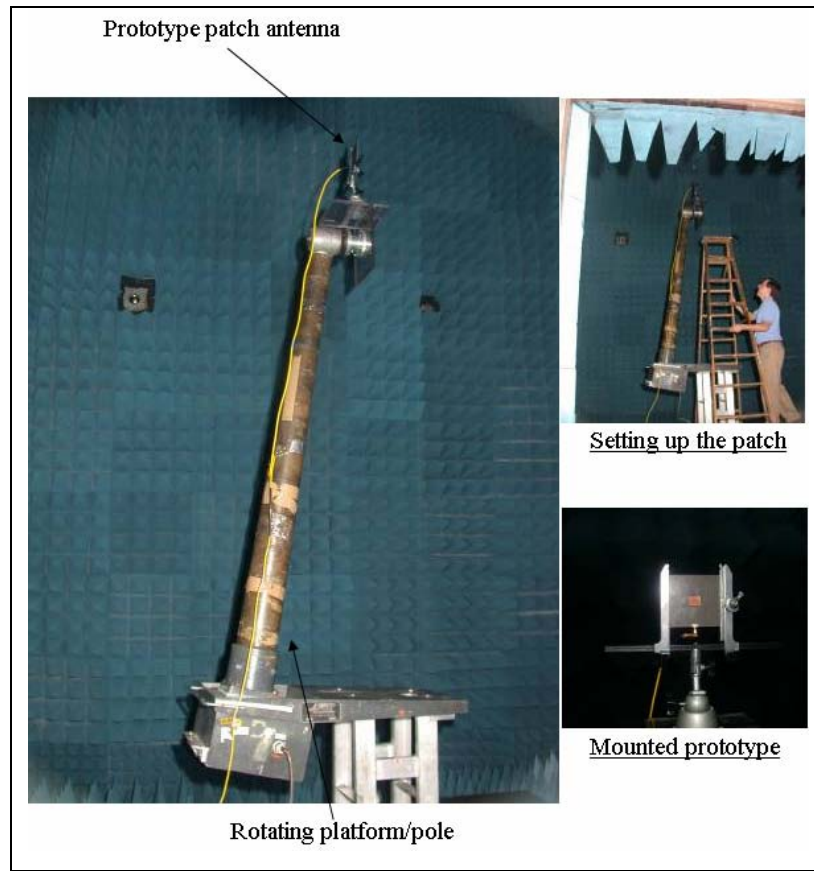 Prototype patch antenna
Setting up the patch
Mounted prototype
Rotating platform/pole